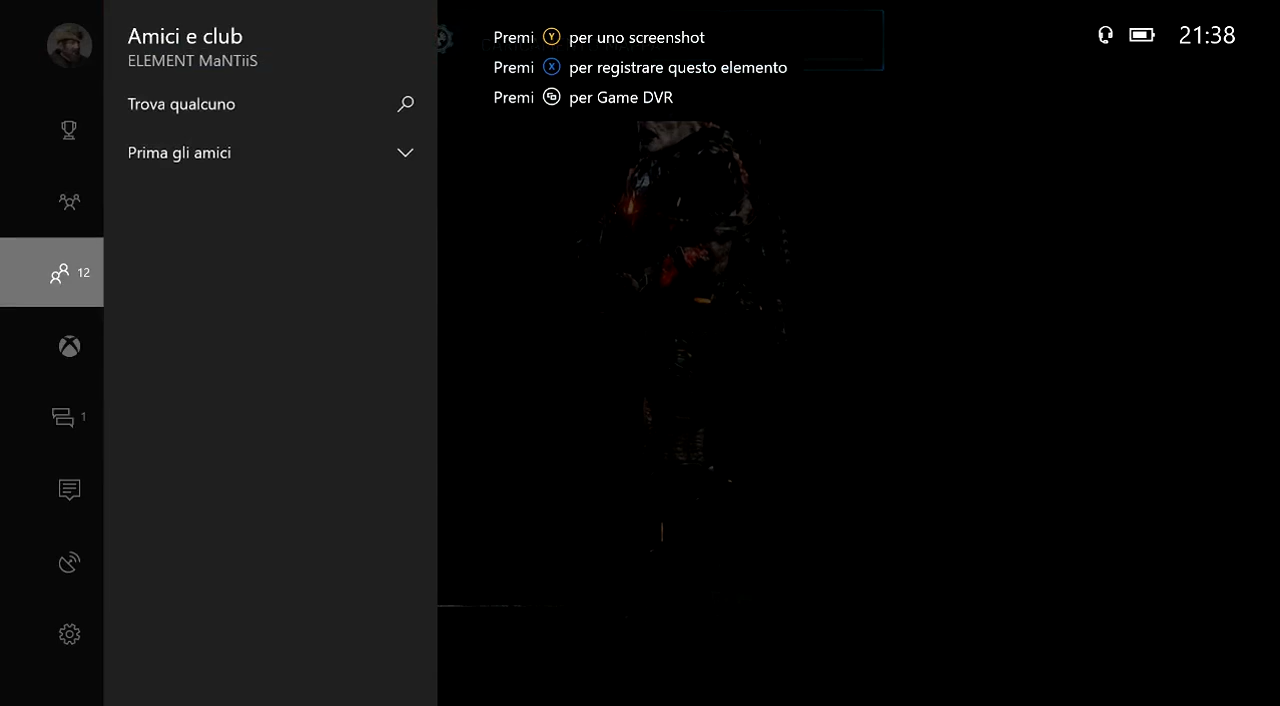 Amici e club
ELEMENT MaNTiiS
Trova qualcuno
Prima gli amici
12
1
Premi Y per uno screenshot
Premi X per registrare questo elemento
Premi per Game DVR
21:38